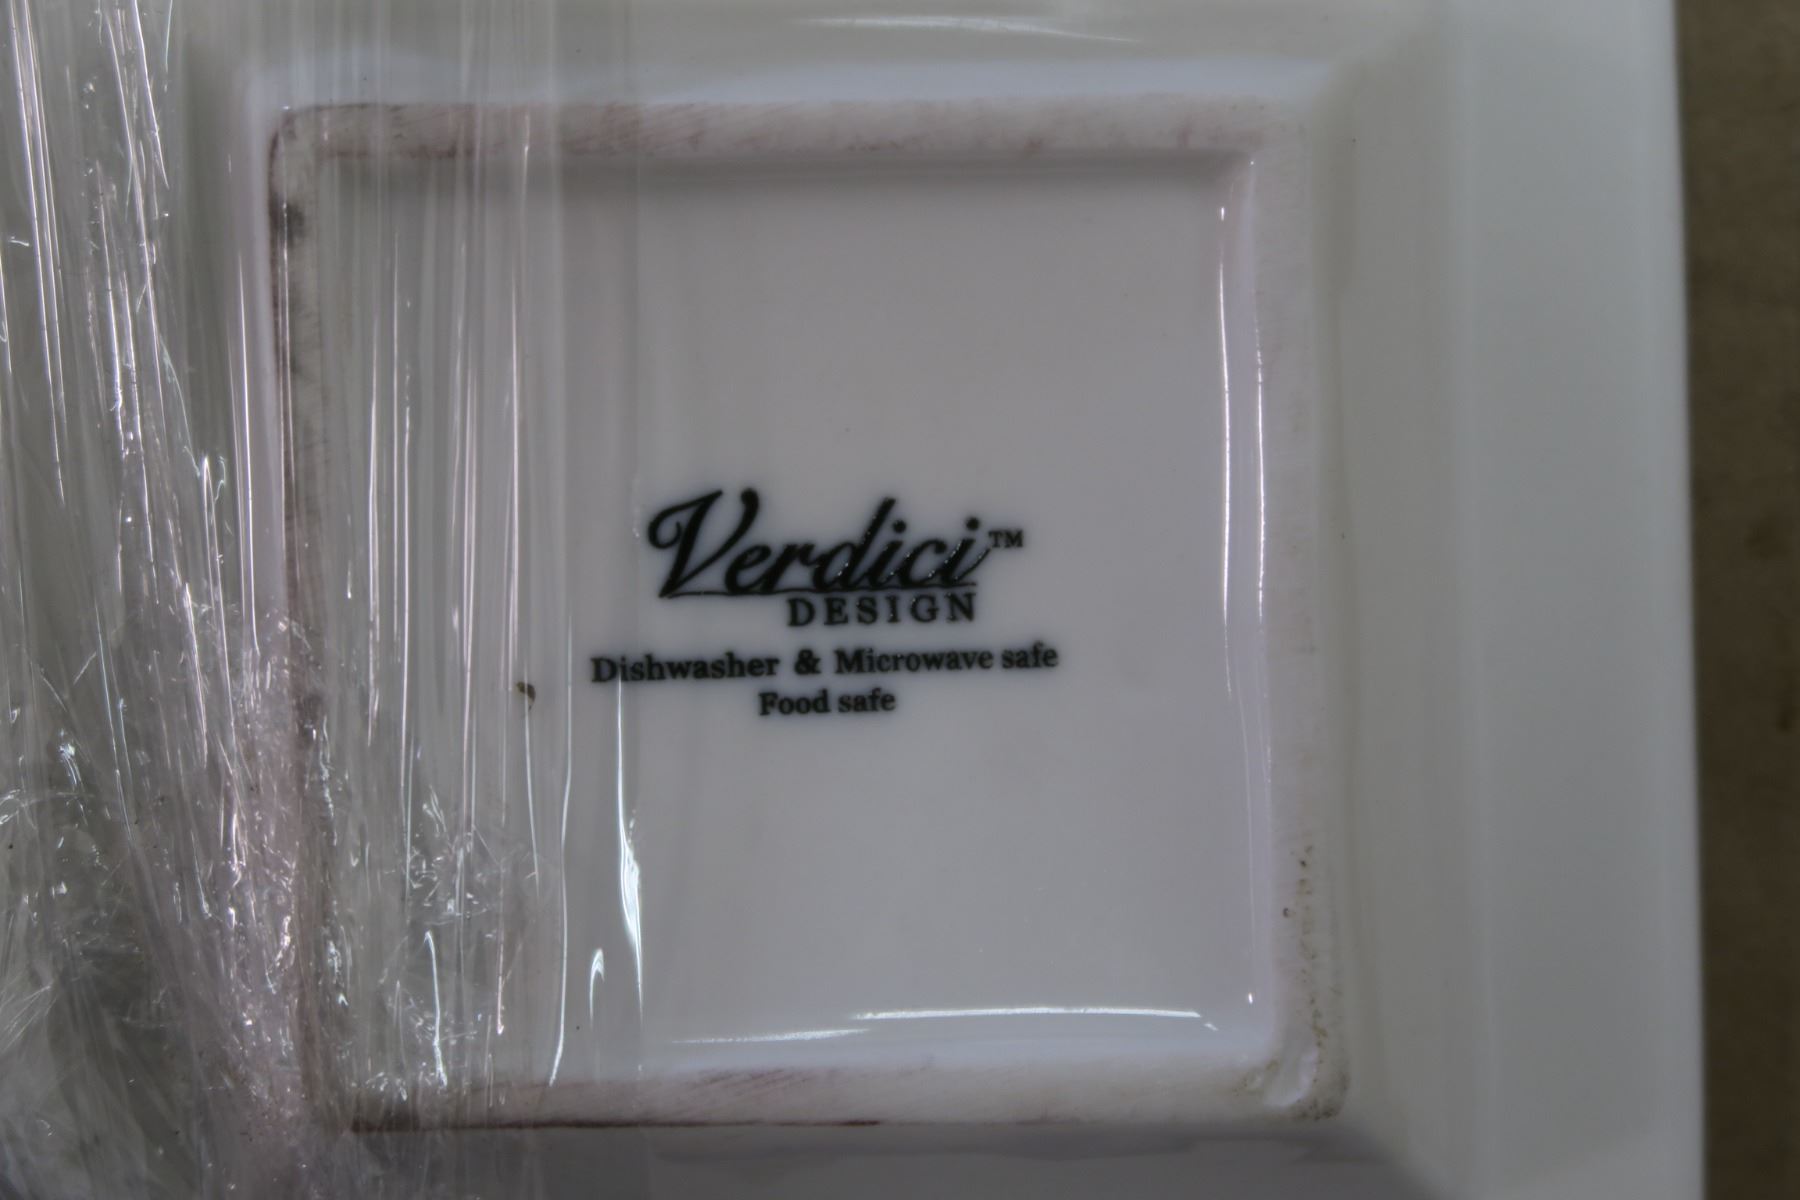 Verdici™
DESIGN
Dishwasher & Microwave safe
Food safe